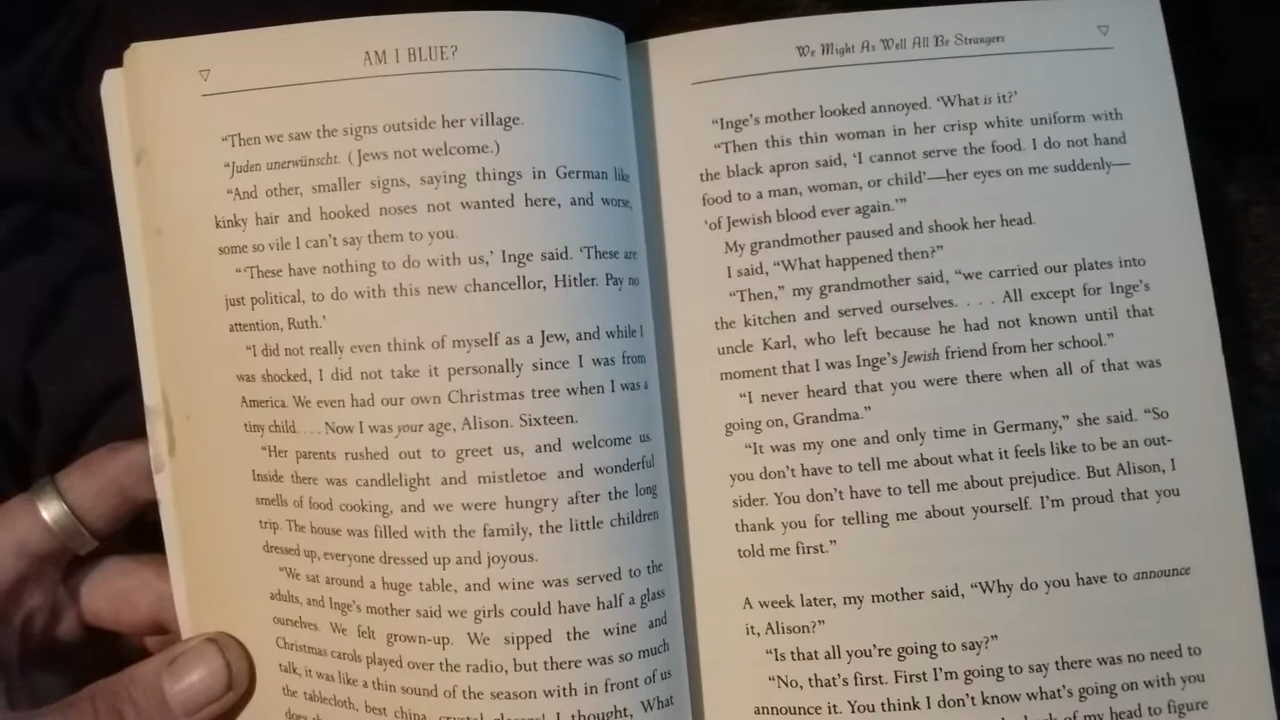 AM I BLUE?
"Then we saw the signs outside her village.
"Juden unerwünscht. (Jews not welcome.)
"And other, smaller signs, saying things in German like
kinky hair and hooked noses not wanted here, and worse,
some so vile I can't say them to you.
"'These have nothing to do with us,' Inge said. 'These are
just political, to do with this new chancellor, Hitler. Pay no
attention, Ruth.'
"I did not really even think of myself as a Jew, and while I
was shocked, I did not take it personally since I was from
America. We even had our own Christmas tree when I was a
tiny child. . . . Now I was your age, Alison. Sixteen.
"Her parents rushed out to greet us, and welcome us.
Inside there was candlelight and mistletoe and wonderful
smells of food cooking, and we were hungry after the long
trip. The house was filled with the family, the little children
dressed up, everyone dressed up and joyous.
"We sat around a huge table, and wine was served to the
adults, and Inge's mother said we girls could have half a glass
ourselves. We felt grown-up. We sipped the wine and
Christmas carols played over the radio, but there was so much
talk, it was like a thin sound of the season with in front of us
the tablecloth, best china, crystal glasses! I thought, What
does
We Might As Well All Be Strangers
"Inge's mother looked annoyed. 'What is it?'
"Then this thin woman in her crisp white uniform with
the black apron said, 'I cannot serve the food. I do not hand
food to a man, woman, or child'—her eyes on me suddenly—
'of Jewish blood ever again.'"
My grandmother paused and shook her head.
I said, "What happened then?"
"Then," my grandmother said, "we carried our plates into
the kitchen and served ourselves. . . . All except for Inge's
uncle Karl, who left because he had not known until that
moment that I was Inge's Jewish friend from her school."
"I never heard that you were there when all of that was
going on, Grandma."
"It was my one and only time in Germany," she said. "So
you don't have to tell me about what it feels like to be an out-
sider. You don't have to tell me about prejudice. But Alison, I
thank you for telling me about yourself. I'm proud that you
told me first."
A week later, my mother said, "Why do you have to announce
it, Alison?"
"Is that all you're going to say?"
"No, that's first. First I'm going to say there was no need to
announce it. You think I don't know what's going on with you
of my head to figure